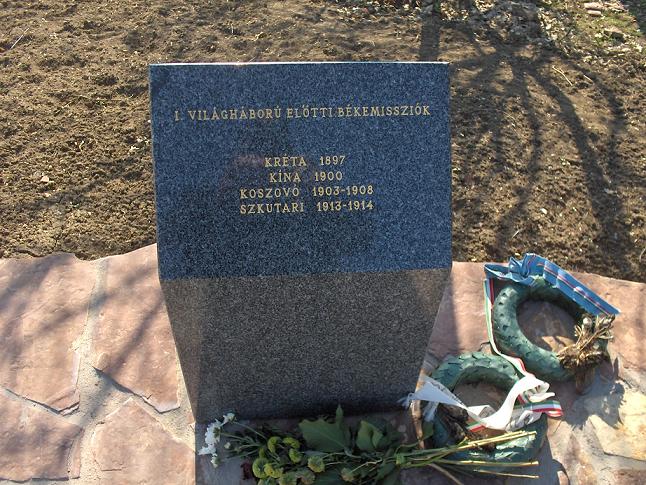 I. VILÁGHÁBORÚ ELŐTTI BÉKEMISSZIÓK
KRÉTA 1897
KÍNA 1900
KOSZOVÓ 1903-1908
SZKUTARI 1913-1914